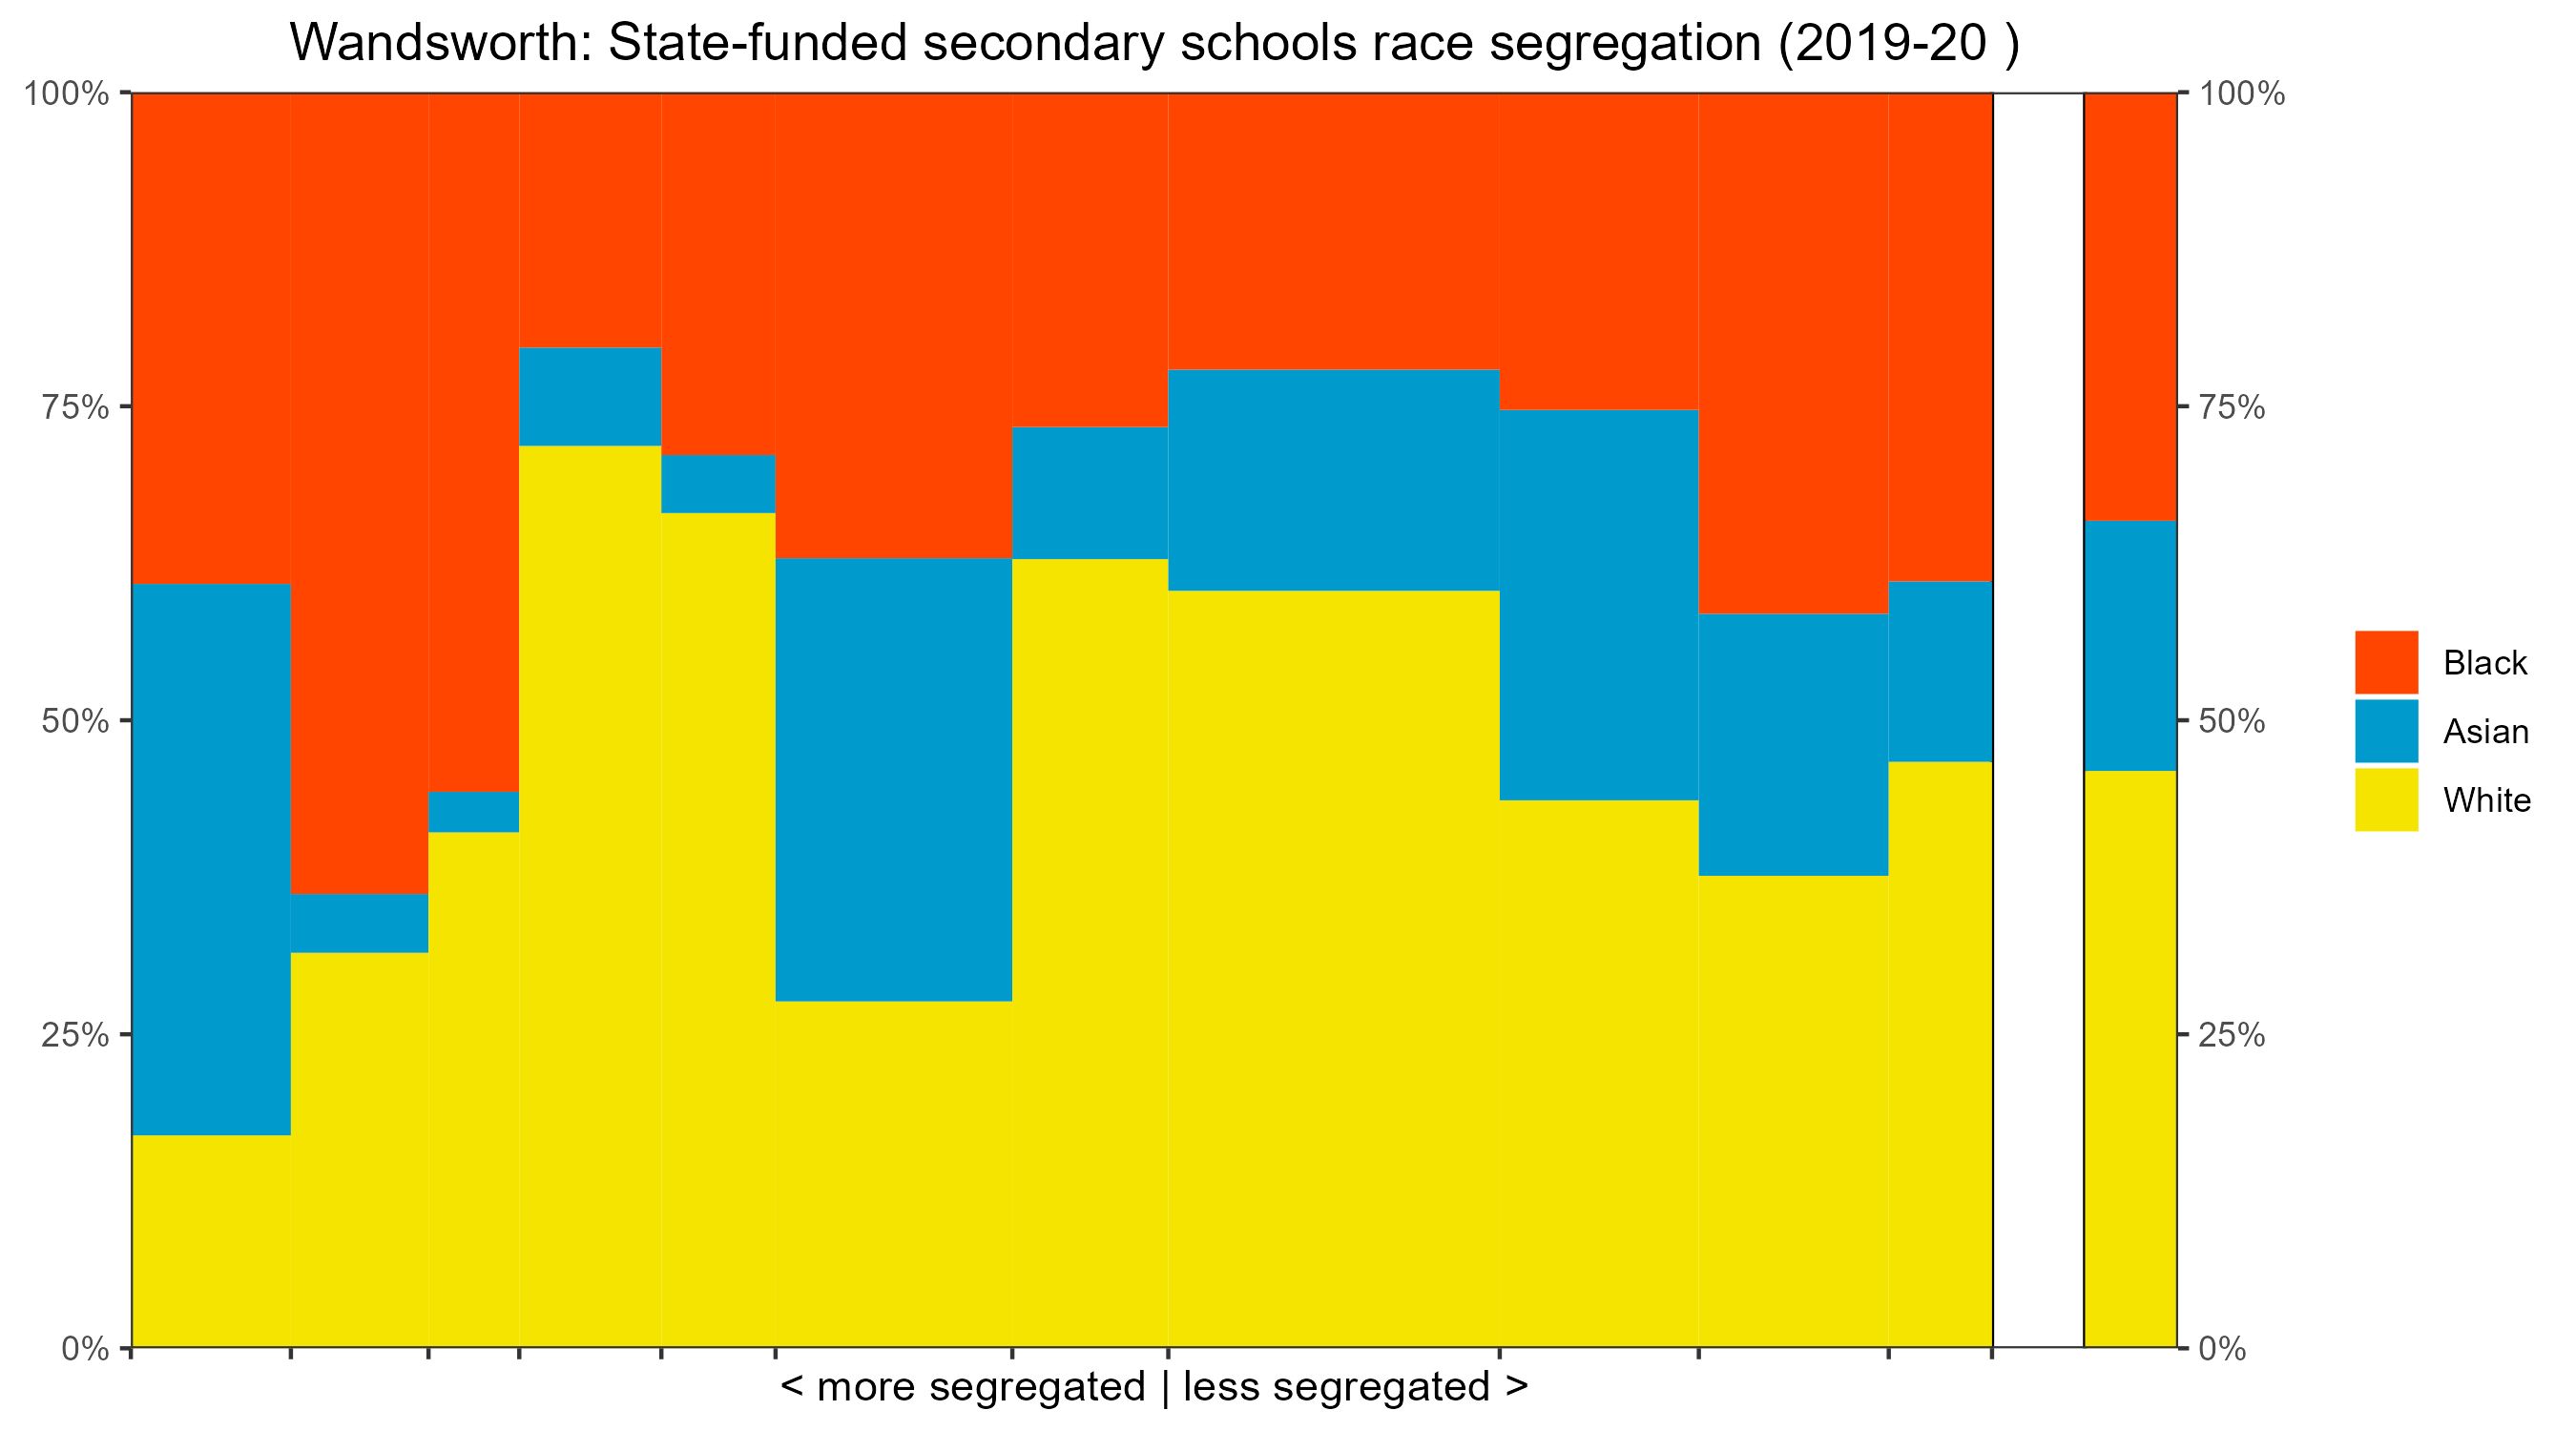 Wandsworth: State-funded secondary schools race segregation (2019-20 )
100%
75%
50%
25%
0%
100%
75%
50%
25%
0%
Black
Asian
White
< more segregated | less segregated >